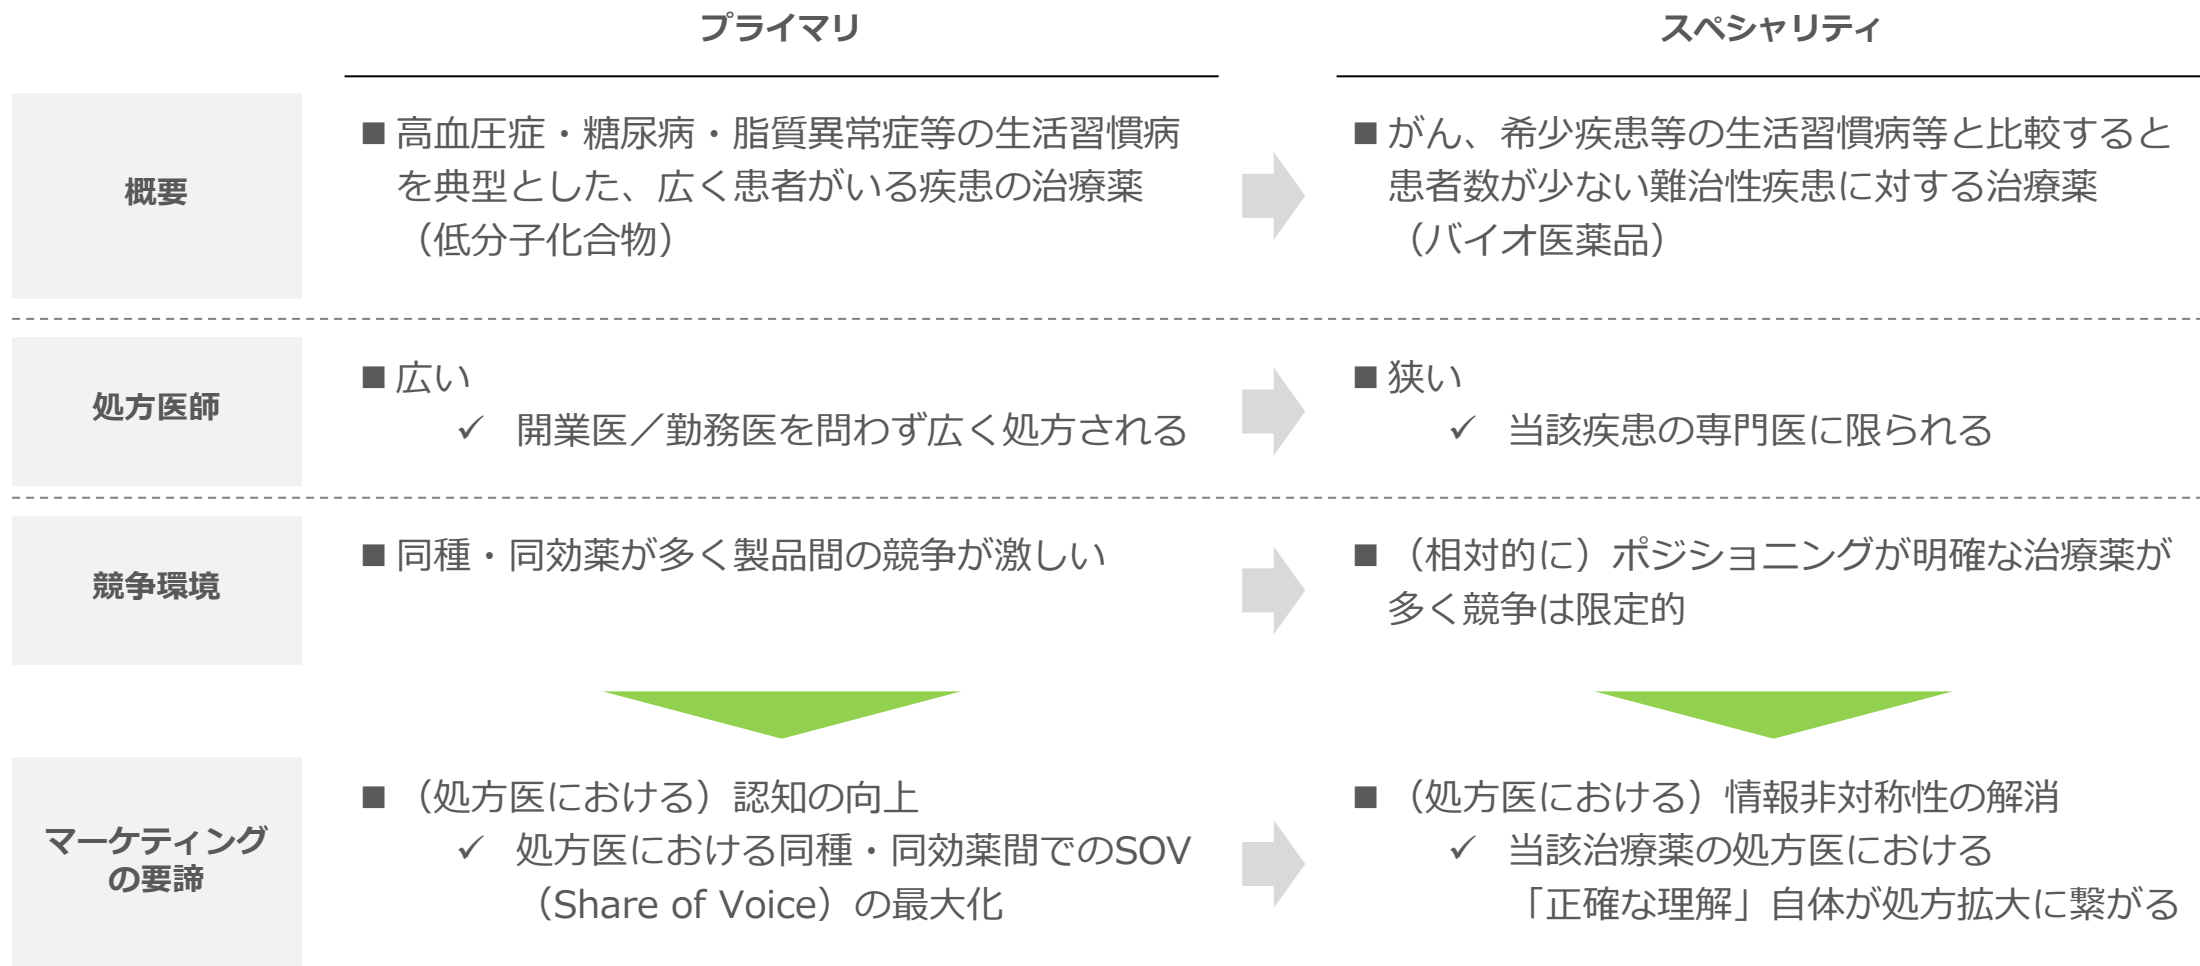 プライマリ
スペシャリティ
概要
■高血圧症・糖尿病・脂質異常症等の生活習慣病
を典型とした、広く患者がいる疾患の治療薬
（低分子化合物）
■がん、希少疾患等の生活習慣病等と比較すると
患者数が少ない難治性疾患に対する治療薬
（バイオ医薬品）
処方医師
■広い
✓ 開業医／勤務医を問わず広く処方される
■狭い
✓ 当該疾患の専門医に限られる
競争環境
■同種・同効薬が多く製品間の競争が激しい
■（相対的に）ポジショニングが明確な治療薬が
多く競争は限定的
マーケティング
の要諦
■（処方医における）認知の向上
✓ 処方医における同種・同効薬間でのSOV
（Share of Voice）の最大化
■（処方医における）情報非対称性の解消
✓ 当該治療薬の処方医における
「正確な理解」自体が処方拡大に繋がる